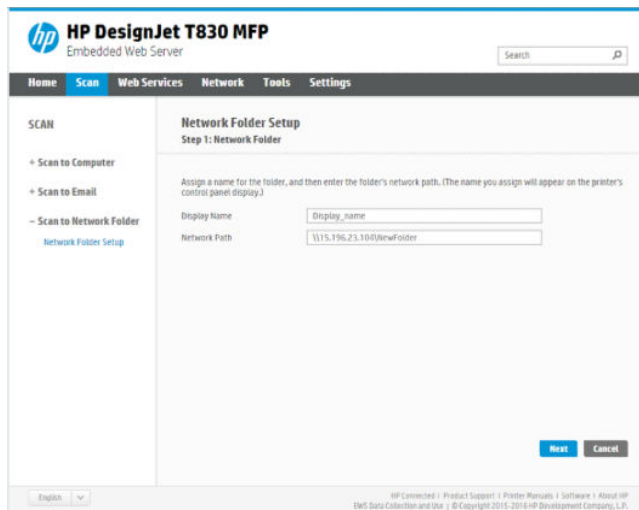 hp
HP DesignJet T830 MFP
Embedded Web Server
Search
Home Scan Web Services Network Tools Settings
SCAN
+ Scan to Computer
+ Scan to Email
– Scan to Network Folder
Network Folder Setup
Network Folder Setup
Step 1: Network Folder
Assign a name for the folder, and then enter the folder's network path. (The name you assign will appear on the printer's
control panel display.)
Display Name Display_name
Network Path \\15.196.23.104\NewFolder
Next Cancel
English
HP Connected | Product Support | Printer Manuals | Software | About HP
EWS Data Collection and Use | © Copyright 2015-2016 HP Development Company, L.P.